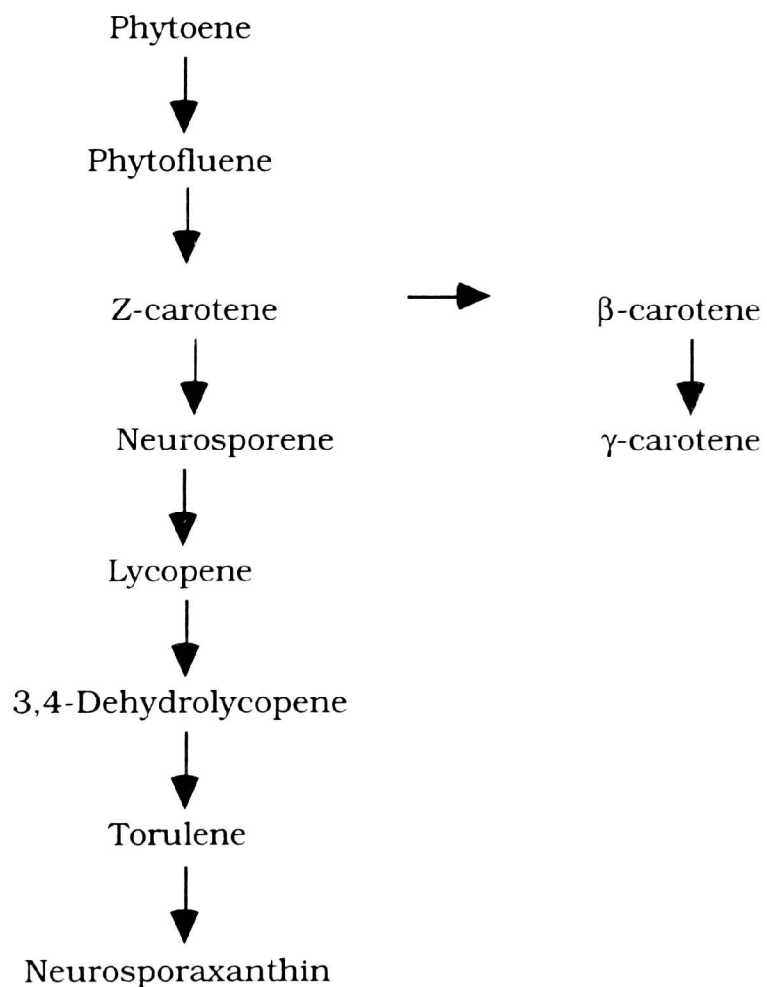 Phytoene
Phytofluene
Z-carotene β-carotene
Neurosporene γ-carotene
Lycopene
3,4-Dehydrolycopene
Torulene
Neurosporaxanthin